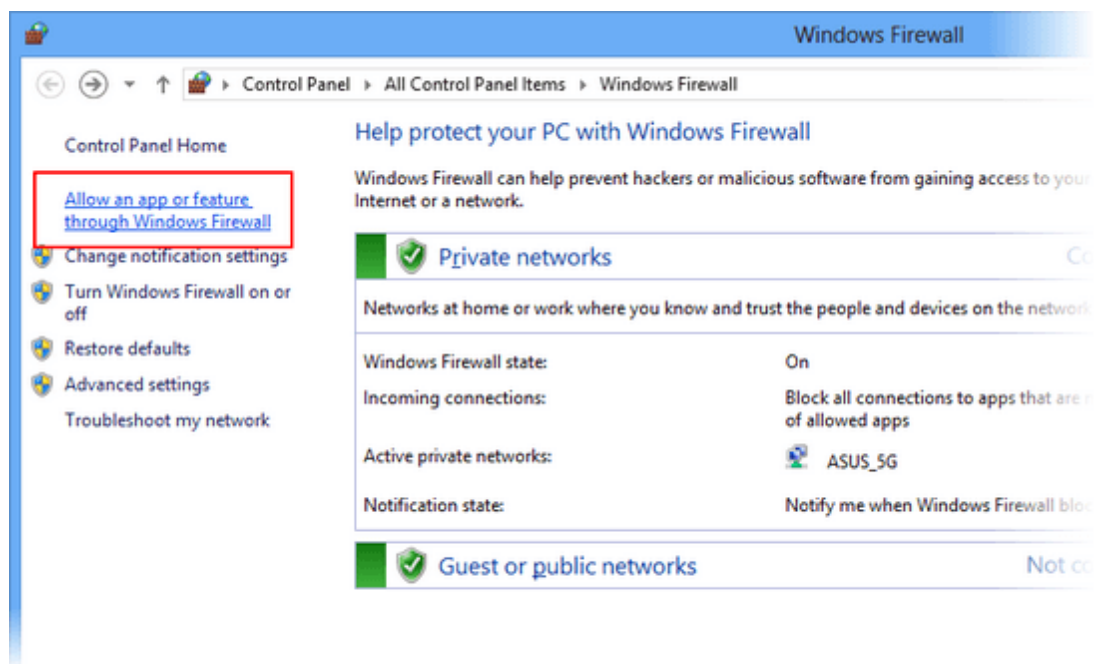 Windows Firewall
Control Panel All Control Panel Items Windows Firewall
Control Panel Home
Allow an app or feature
through Windows Firewall
Change notification settings
Turn Windows Firewall on or
off
Restore defaults
Advanced settings
Troubleshoot my network
Help protect your PC with Windows Firewall
Windows Firewall can help prevent hackers or malicious software from gaining access to your
Internet or a network.
Private networks
Networks at home or work where you know and trust the people and devices on the network
Windows Firewall state: On
Incoming connections: Block all connections to apps that are
of allowed apps
Active private networks: ASUS_5G
Notification state: Notify me when Windows Firewall
Guest or public networks Not